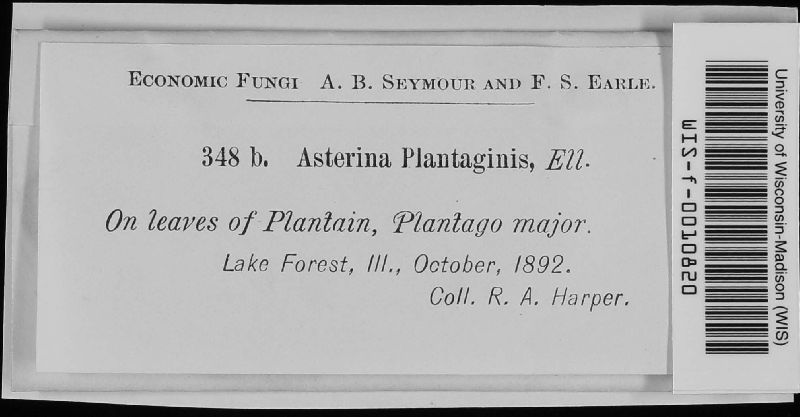 Economic Fungi A. B. Seymour and F. S. Earle.
348 b. Asterina Plantaginis, Ell.
On leaves of Plantain, Plantago major.
Lake Forest, Ill., October, 1892.
Coll. R. A. Harper.
University of Wisconsin-Madison (WIS)
WIS-f-0010820